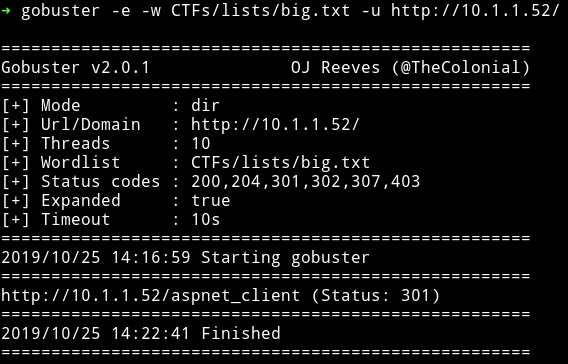 → gobuster -e -w CTFs/lists/big.txt -u http://10.1.1.52/
=====================================================
Gobuster v2.0.1              OJ Reeves (@TheColonial)
=====================================================
[+] Mode         : dir
[+] Url/Domain   : http://10.1.1.52/
[+] Threads      : 10
[+] Wordlist     : CTFs/lists/big.txt
[+] Status codes : 200,204,301,302,307,403
[+] Expanded     : true
[+] Timeout      : 10s
=====================================================
2019/10/25 14:16:59 Starting gobuster
=====================================================
http://10.1.1.52/aspnet_client (Status: 301)
=====================================================
2019/10/25 14:22:41 Finished
=====================================================